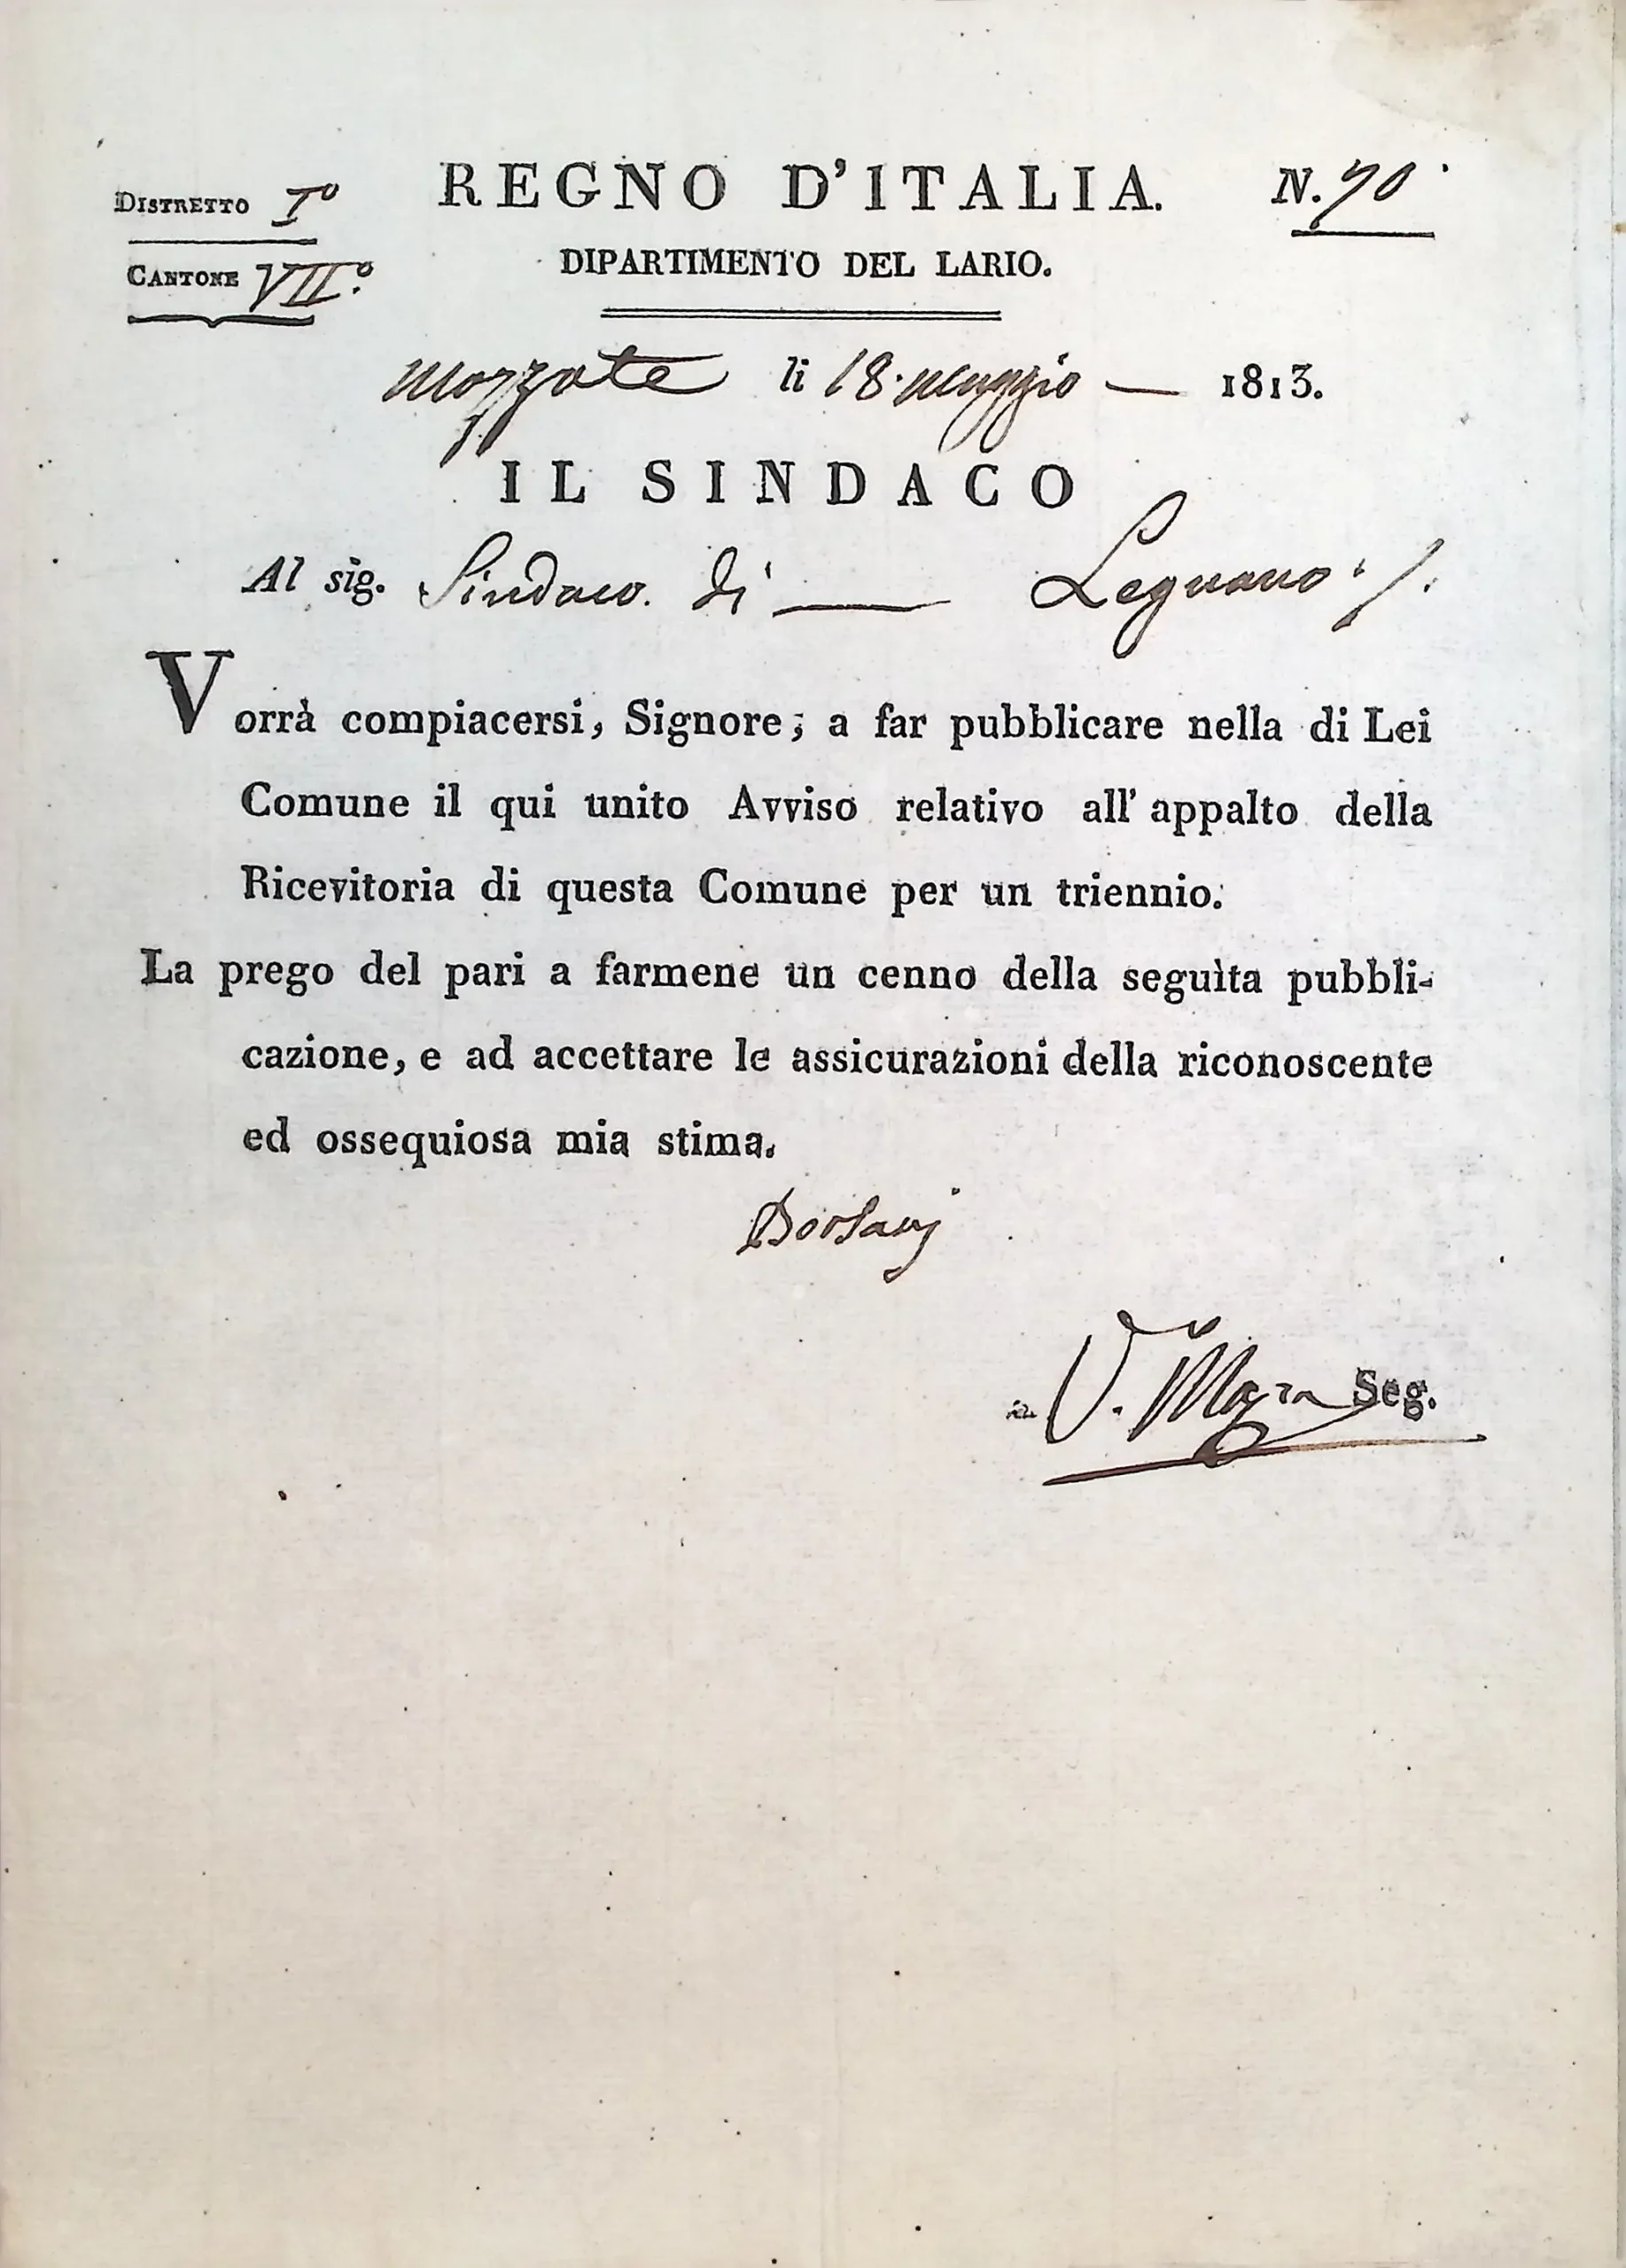 DISTRETTO I°
REGNO D'ITALIA.
N. 70
CANTONE VII.°
DIPARTIMENTO DEL LARIO.
Mozzate li 18. Maggio — 1813.
IL SINDACO
Al sig. Sindaco. di — Legnano
Vorrà compiacersi, Signore; a far pubblicare nella di Lei
Comune il qui unito Avviso relativo all' appalto della
Ricevitoria di questa Comune per un triennio.
La prego del pari a farmene un cenno della seguìta pubbli-
cazione, e ad accettare le assicurazioni della riconoscente
ed ossequiosa mia stima.
Borsanj
V. Seg.